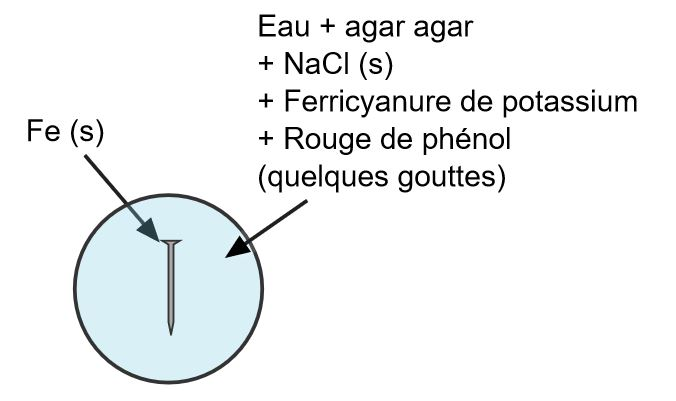 Eau + agar agar
+ NaCl (s)
+ Ferricyanure de potassium
+ Rouge de phénol
(quelques gouttes)
Fe (s)